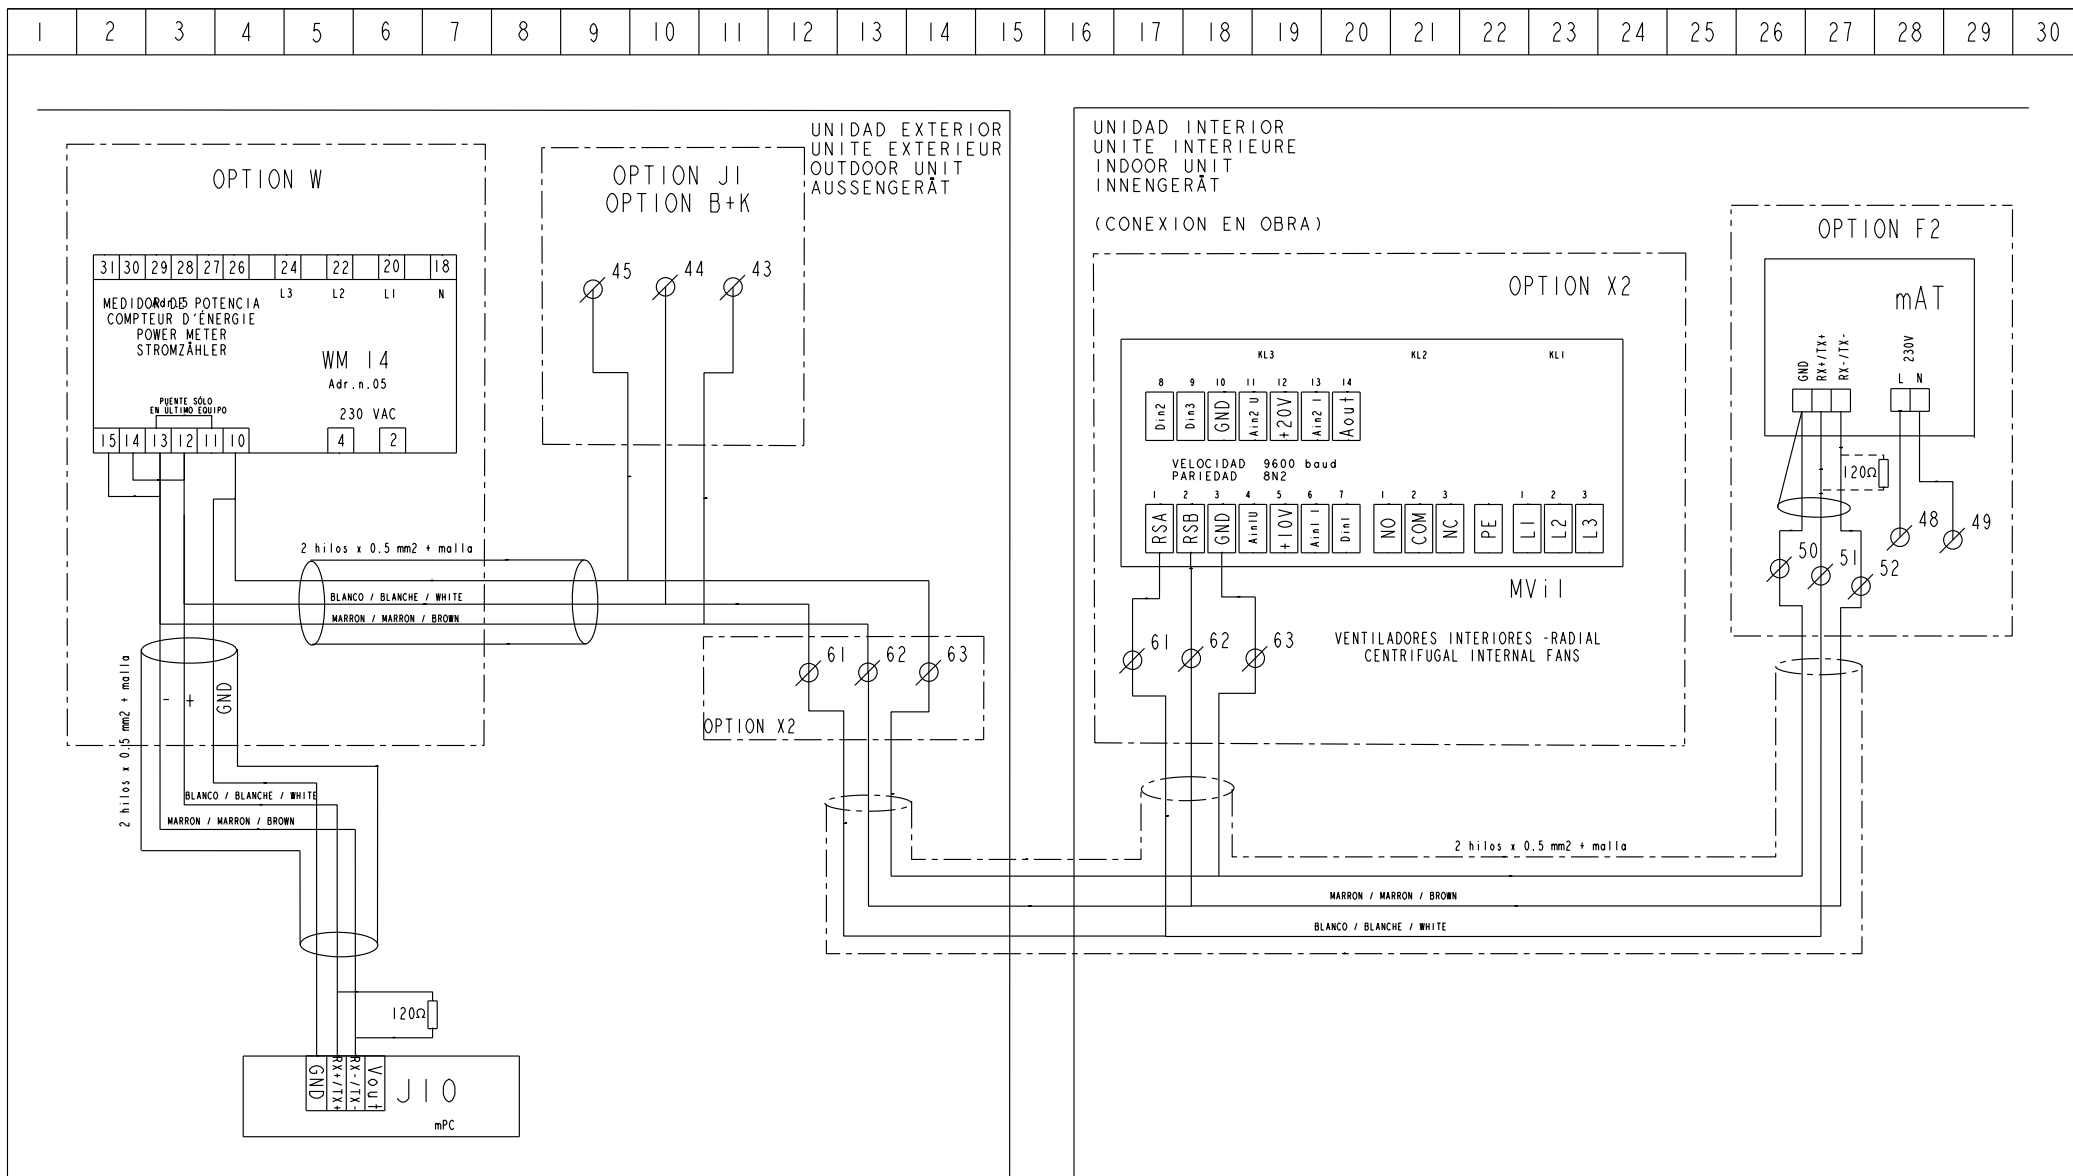 1 2 3 4 5 6 7 8 9 10 11 12 13 14 15 16 17 18 19 20 21 22 23 24 25 26 27 28 29 30
OPTION W
31 30 29 28 27 26 24 22 20 18
L3 L2 L1 N
MEDIDOR DE POTENCIA
Adr.n.5
COMPTEUR D'ÉNERGIE
POWER METER
STROMZÄHLER
WM 14
Adr.n.05
PUENTE SÓLO
EN ÚLTIMO EQUIPO
230 VAC
15 14 13 12 11 10 4 2
OPTION J1
OPTION B+K
45 44 43
UNIDAD EXTERIOR
UNITE EXTERIEUR
OUTDOOR UNIT
AUSSENGERÄT
2 hilos x 0.5 mm2 + malla
BLANCO / BLANCHE / WHITE
MARRON / MARRON / BROWN
61 62 63
OPTION X2
2 hilos x 0.5 mm2 + malla
- + GND
BLANCO / BLANCHE / WHITE
MARRON / MARRON / BROWN
120Ω
GND RX+/TX+ RX-/TX- Vout
J10
mPC
UNIDAD INTERIOR
UNITE INTERIEURE
INDOOR UNIT
INNENGERÄT
(CONEXION EN OBRA)
OPTION X2
KL3 KL2 KL1
8 9 10 11 12 13 14
Din2 Din3 GND Ain2 U +20V Ain2 I Aout
VELOCIDAD 9600 baud
PARIEDAD 8N2
1 2 3 4 5 6 7 1 2 3 1 2 3
RSA RSB GND Ain1U +10V Ain1 I Din1 NO COM NC PE L1 L2 L3
MVi1
61 62 63
VENTILADORES INTERIORES -RADIAL
CENTRIFUGAL INTERNAL FANS
OPTION F2
mAT
GND RX+/TX+ RX-/TX- 230V
L N
120Ω
48 49
50 51 52
2 hilos x 0.5 mm2 + malla
MARRON / MARRON / BROWN
BLANCO / BLANCHE / WHITE